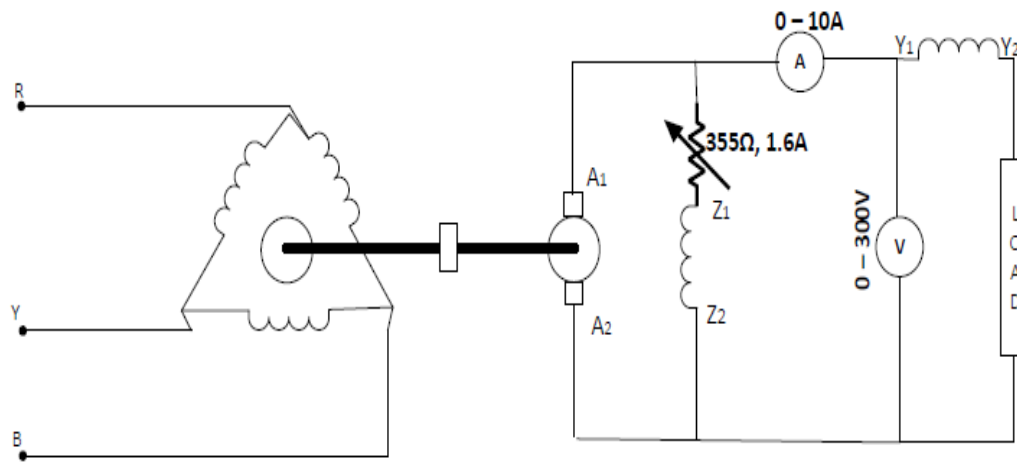 0 – 10A
Y1
Y2
A
R
355Ω, 1.6A
A1
Z1
L
O
A
D
V
0 – 300V
Y
Z2
A2
B